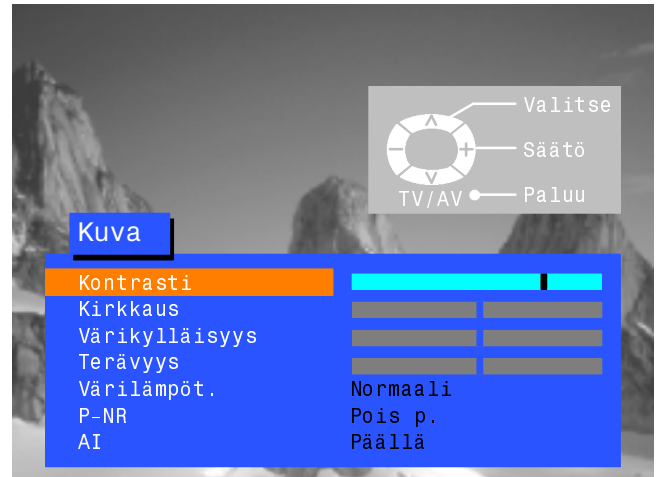 Valitse
Säätö
TV/AV Paluu
Kuva
Kontrasti
Kirkkaus
Värikylläisyys
Terävyys
Värilämpöt. Normaali
P-NR Pois p.
AI Päällä